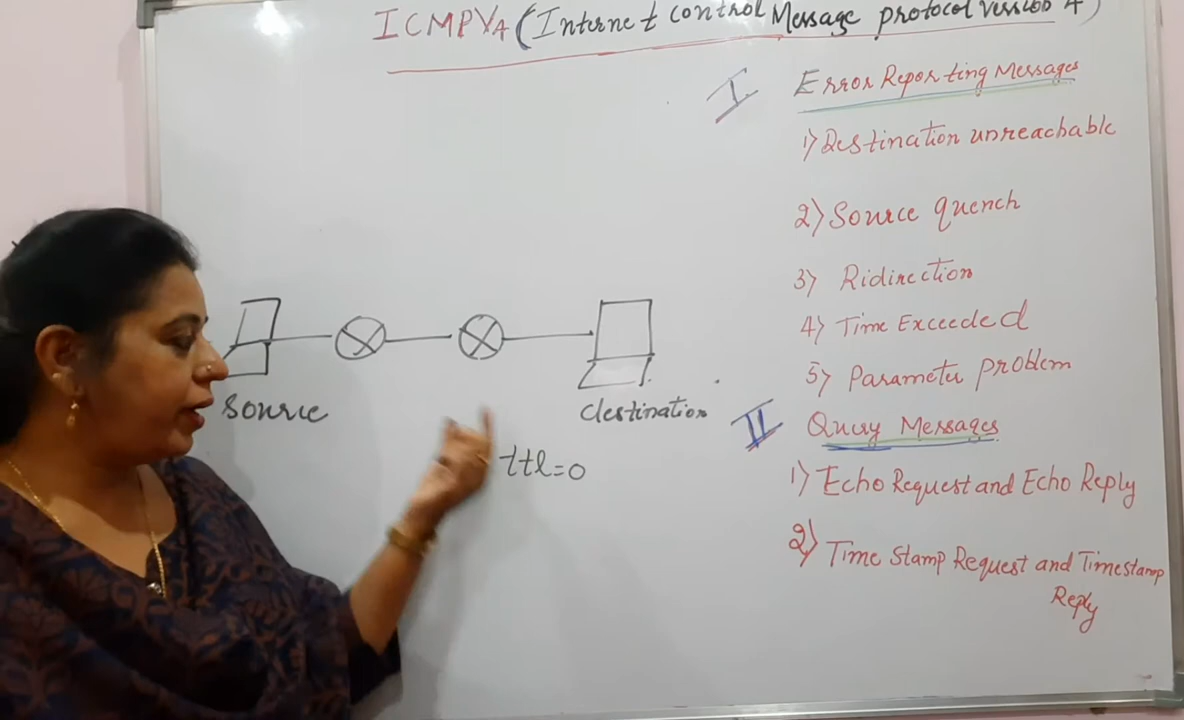 ICMPV4 (Internet control Message protocol version 4)
I Error Reporting Messages
1) Destination unreachable
2) Source quench
3) Ridirection
4) Time Exceeded
5) Parameter problem
II Query Messages
1) Echo Request and Echo Reply
2) Time Stamp Request and Timestamp
Reply
source
destination
ttl=0